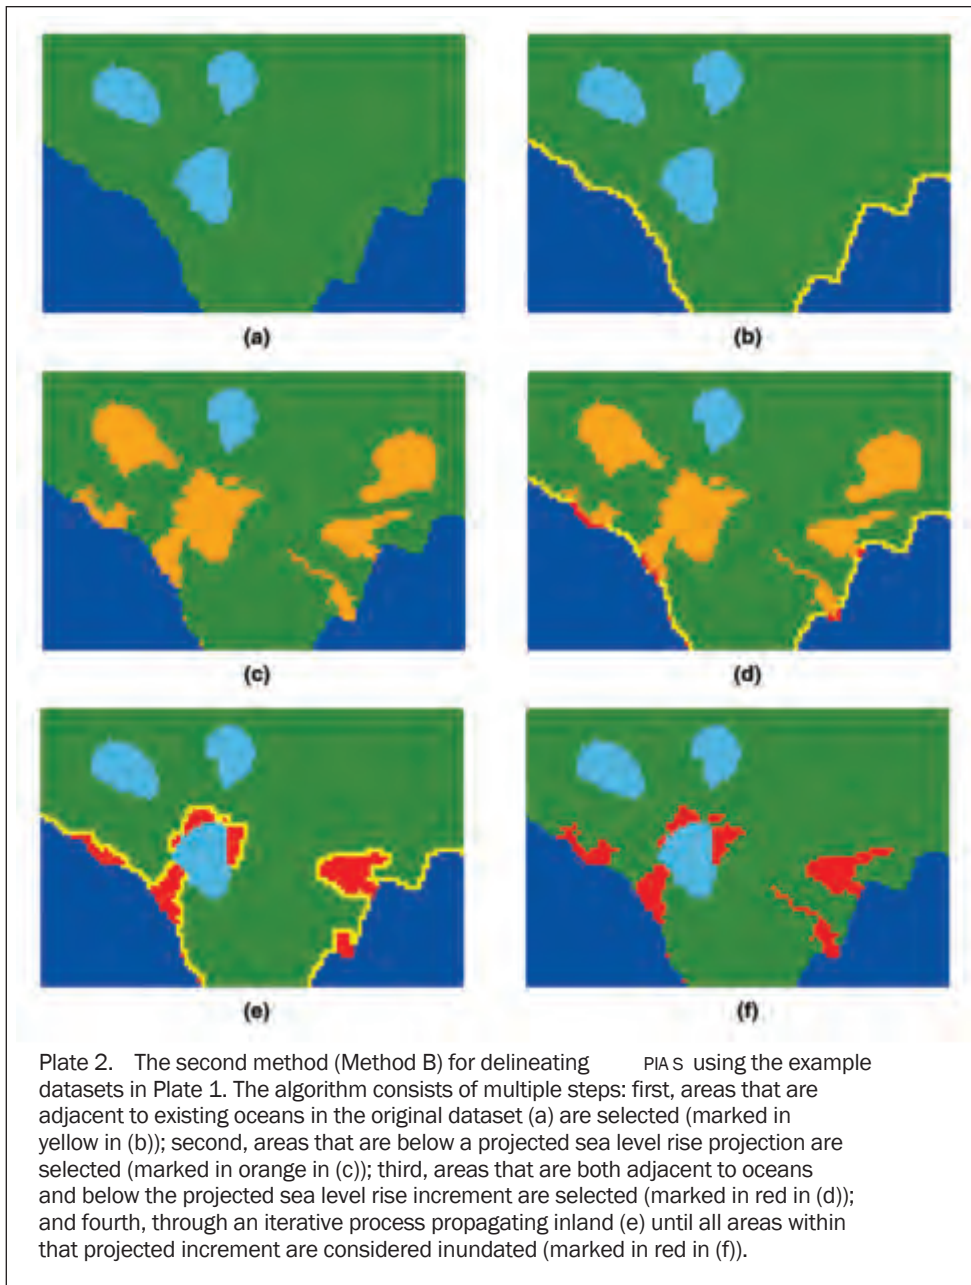 (a)
(b)
(c)
(d)
(e)
(f)
Plate 2. The second method (Method B) for delineating PIAS using the example
datasets in Plate 1. The algorithm consists of multiple steps: first, areas that are
adjacent to existing oceans in the original dataset (a) are selected (marked in
yellow in (b)); second, areas that are below a projected sea level rise projection are
selected (marked in orange in (c)); third, areas that are both adjacent to oceans
and below the projected sea level rise increment are selected (marked in red in (d));
and fourth, through an iterative process propagating inland (e) until all areas within
that projected increment are considered inundated (marked in red in (f)).